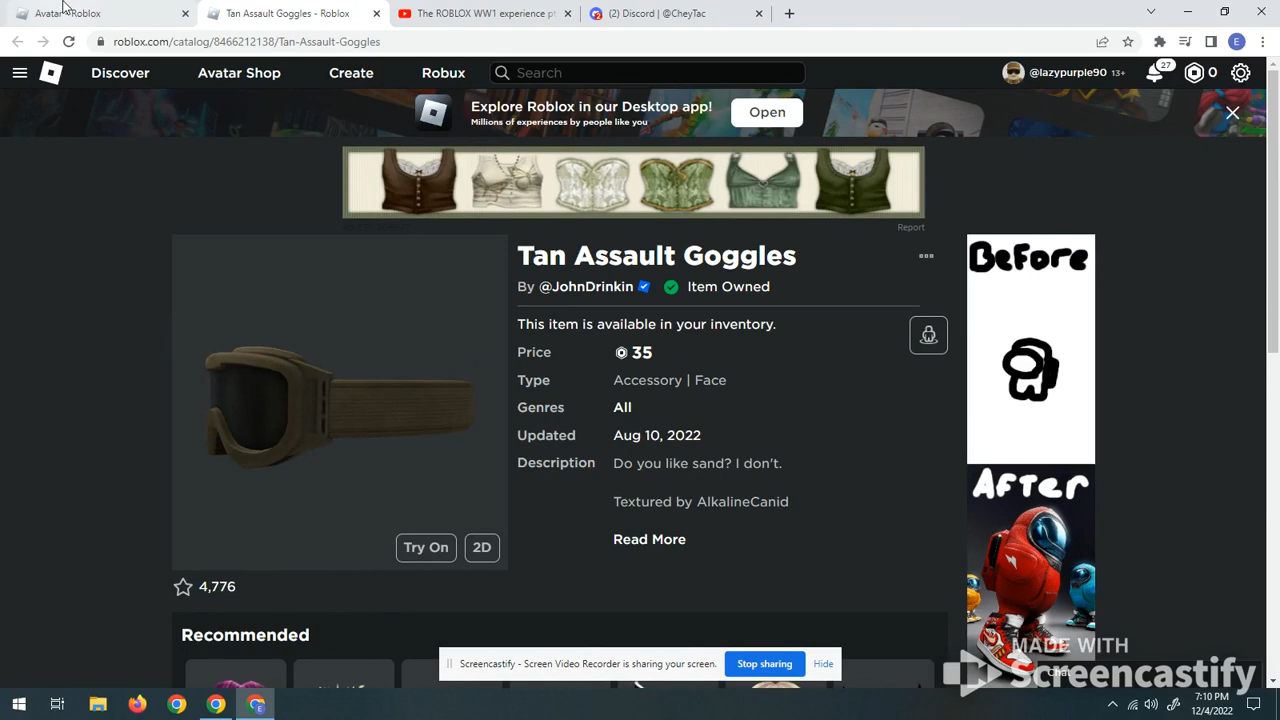 Avatar - Roblox
Tan Assault Goggles - Roblox
The ROBLOX WW1 experience pt
(2) Discord | @CheyTac
roblox.com/catalog/8466212138/Tan-Assault-Goggles
E
Discover
Avatar Shop
Create
Robux
Search
@lazypurple90 13+
27
0
Explore Roblox in our Desktop app!
Millions of experiences by people like you
Open
Report
Tan Assault Goggles
By @JohnDrinkin Item Owned
This item is available in your inventory.
Price 35
Type Accessory | Face
Genres All
Updated Aug 10, 2022
Description Do you like sand? I don't.
Textured by AlkalineCanid
Read More
Try On
2D
4,776
Before
After
Recommended
Screencastify - Screen Video Recorder is sharing your screen.
Stop sharing
Hide
MADE WITH
Screencastify
Chat
7:10 PM
12/4/2022